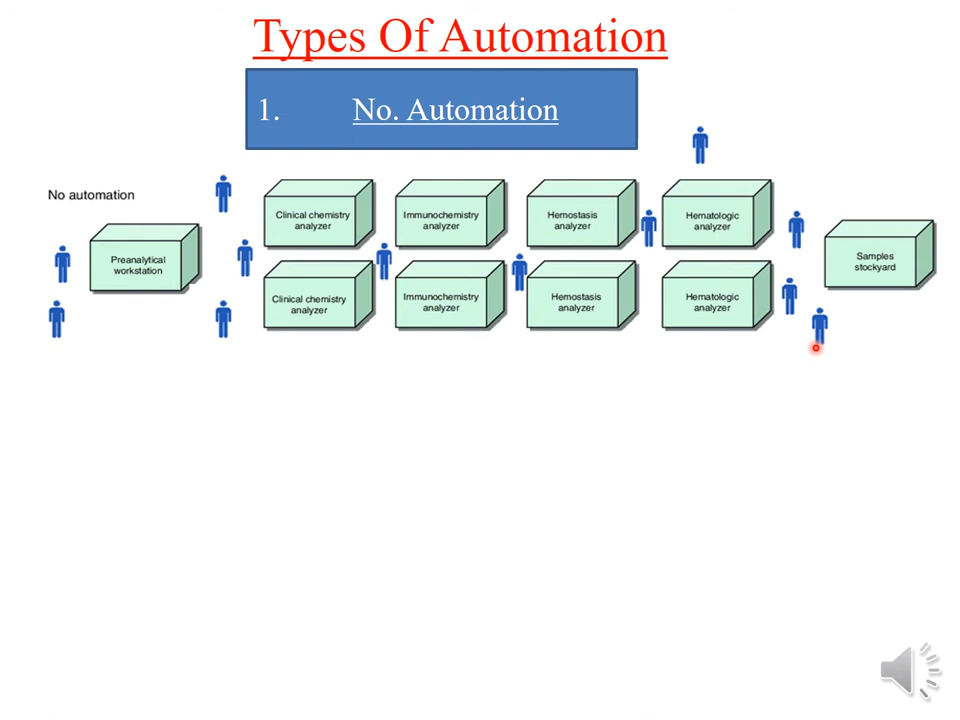 Types Of Automation
1. No. Automation
No automation
Preanalytical
workstation
Clinical chemistry
analyzer
Immunochemistry
analyzer
Hemostasis
analyzer
Hematologic
analyzer
Clinical chemistry
analyzer
Immunochemistry
analyzer
Hemostasis
analyzer
Hematologic
analyzer
Samples
stockyard